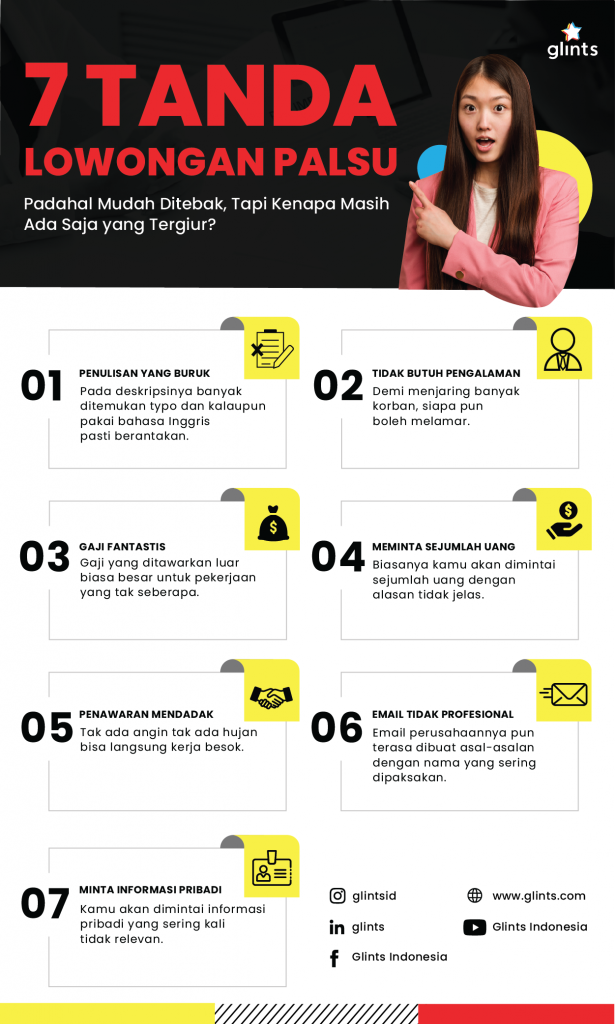 glints
7 TANDA
LOWONGAN PALSU
Padahal Mudah Ditebak, Tapi Kenapa Masih
Ada Saja yang Tergiur?
01
PENULISAN YANG BURUK
Pada deskripsinya banyak
ditemukan typo dan kalaupun
pakai bahasa Inggris
pasti berantakan.
02
TIDAK BUTUH PENGALAMAN
Demi menjaring banyak
korban, siapa pun
boleh melamar.
03
GAJI FANTASTIS
Gaji yang ditawarkan luar
biasa besar untuk pekerjaan
yang tak seberapa.
04
MEMINTA SEJUMLAH UANG
Biasanya kamu akan dimintai
sejumlah uang dengan
alasan tidak jelas.
05
PENAWARAN MENDADAK
Tak ada angin tak ada hujan
bisa langsung kerja besok.
06
EMAIL TIDAK PROFESIONAL
Email perusahaannya pun
terasa dibuat asal-asalan
dengan nama yang sering
dipaksakan.
07
MINTA INFORMASI PRIBADI
Kamu akan dimintai informasi
pribadi yang sering kali
tidak relevan.
glintsid
www.glints.com
glints
Glints Indonesia
Glints Indonesia